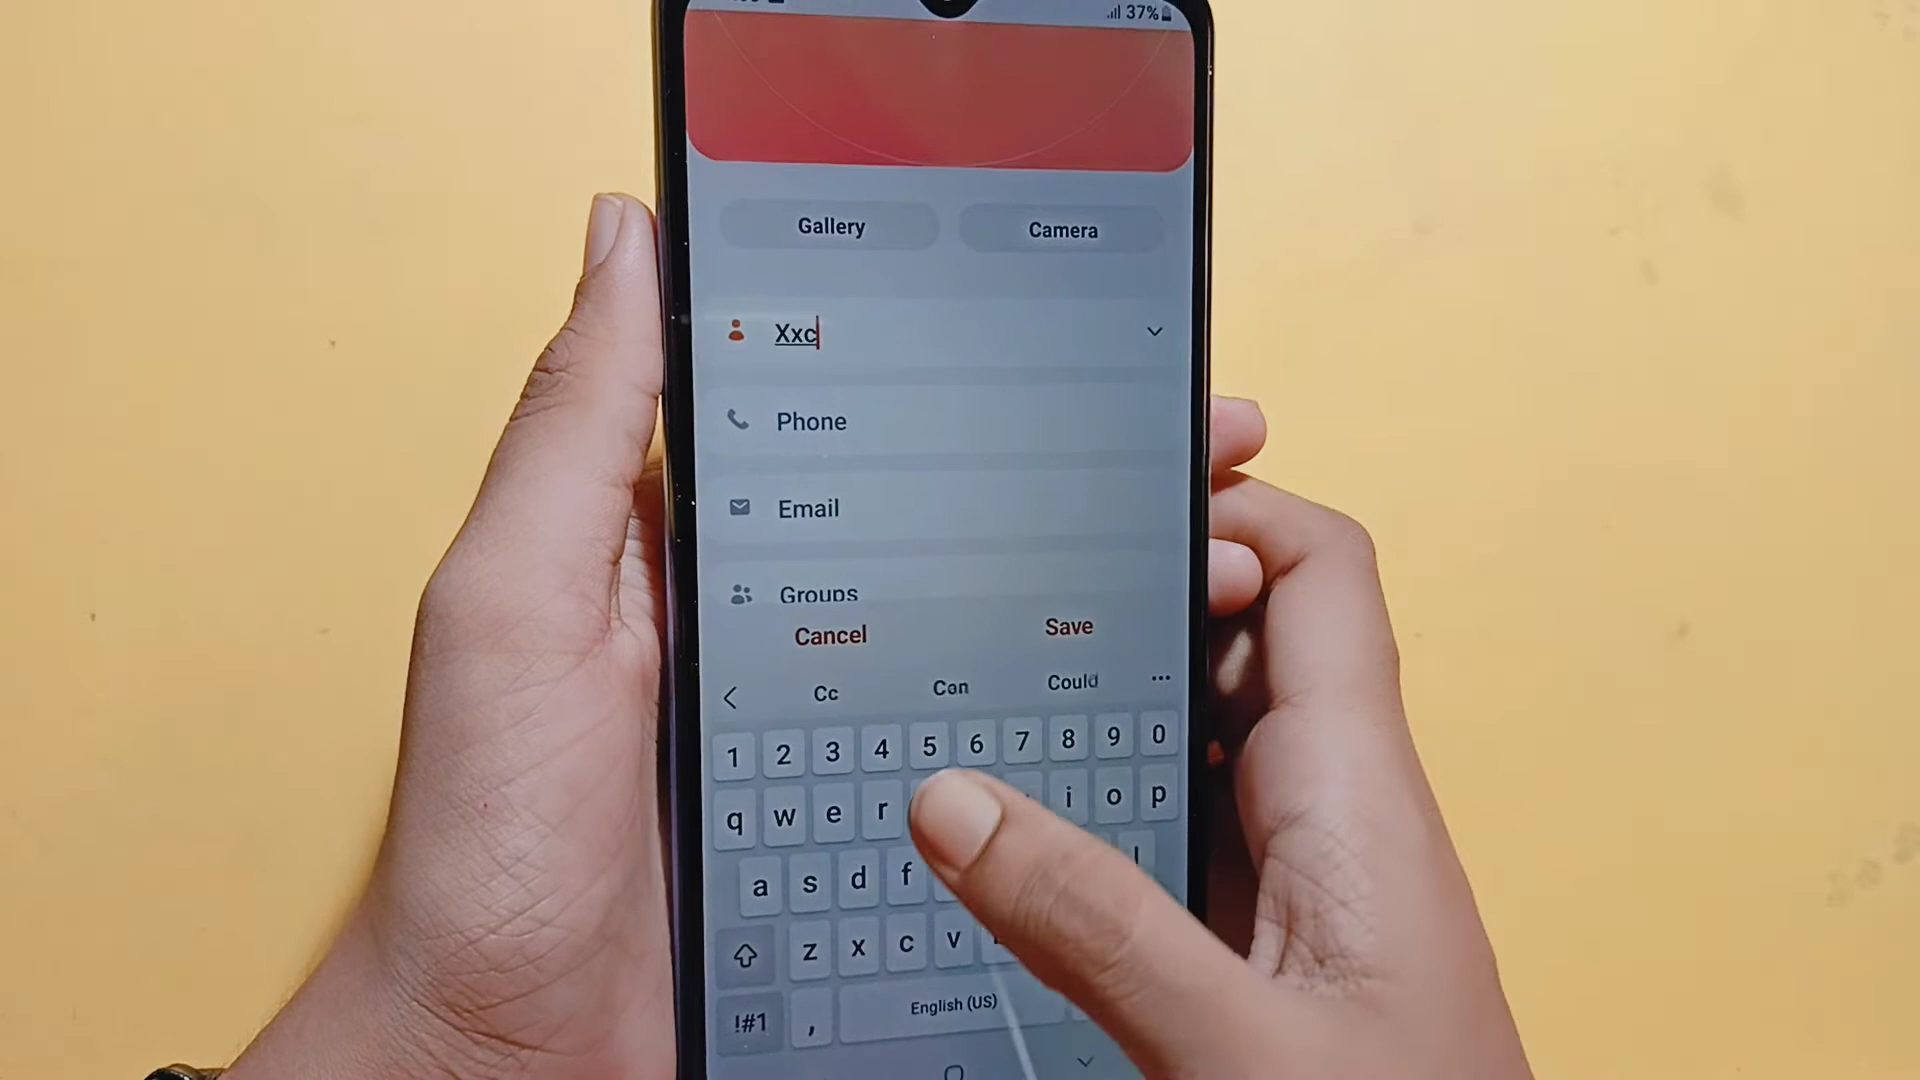 37%
Gallery Camera
Xxc
Phone
Email
Groups
Cancel Save
Cc Can Could ...
1 2 3 4 5 6 7 8 9 0
q w e r i o p
a s d f l
z x c v
!#1 , English (US)